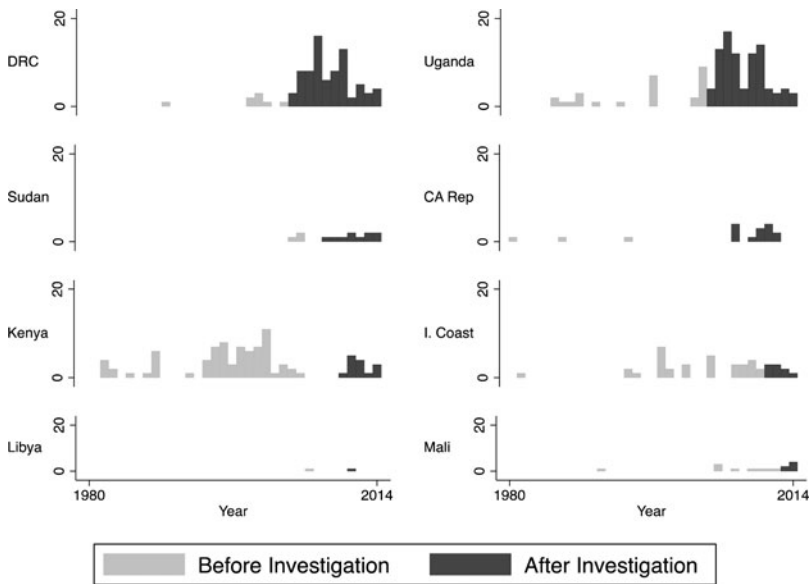 DRC
20
0
Uganda
20
0
Sudan
20
0
CA Rep
20
0
Kenya
20
0
I. Coast
20
0
Libya
20
0
1980
2014
Year
Mali
20
0
1980
2014
Year
Before Investigation
After Investigation